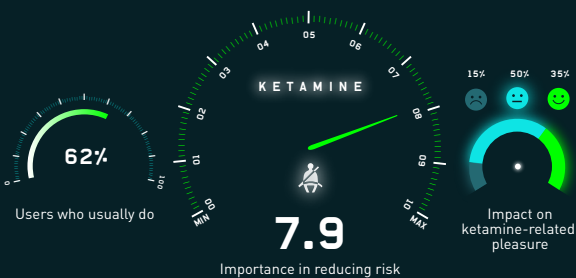 KETAMINE
MIN
00
01
02
03
04
05
06
07
08
09
10
MAX
7.9
Importance in reducing risk
0
100
62%
Users who usually do
15% 50% 35%
Impact on
ketamine-related
pleasure